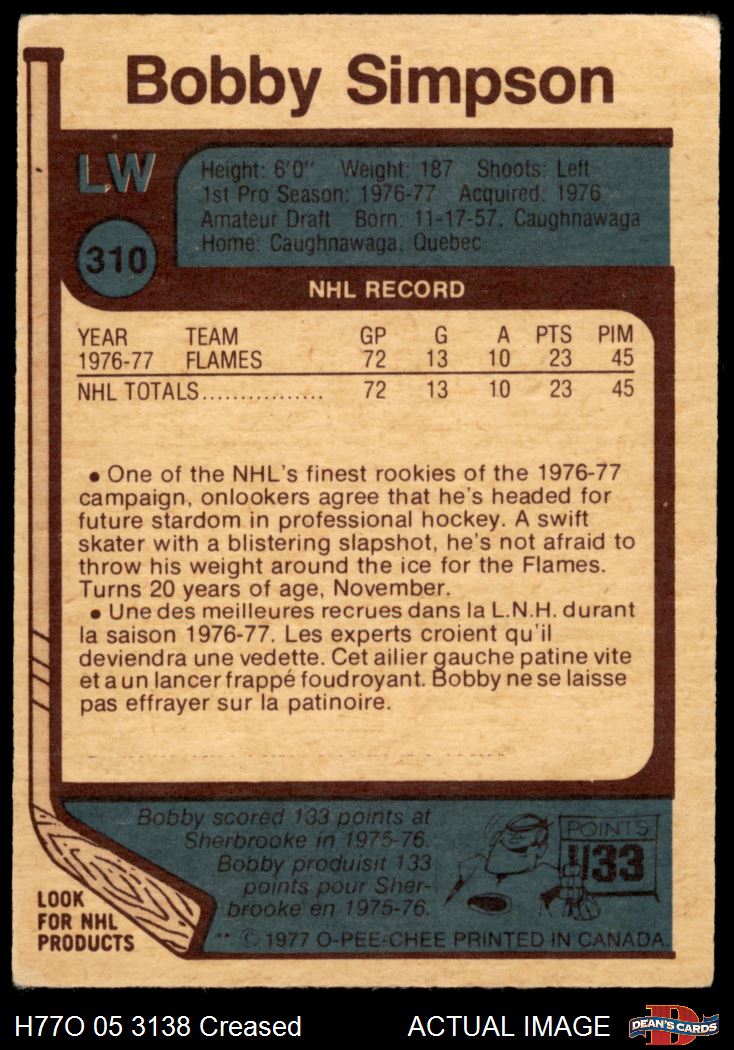 Bobby Simpson
LW
310
Height: 6'0" Weight: 187 Shoots: Left
1st Pro Season: 1976-77 Acquired: 1976
Amateur Draft Born: 11-17-57, Caughnawaga
Home: Caughnawaga, Quebec
NHL RECORD
YEAR TEAM GP G A PTS PIM
1976-77 FLAMES 72 13 10 23 45
NHL TOTALS................ 72 13 10 23 45
• One of the NHL's finest rookies of the 1976-77
campaign, onlookers agree that he's headed for
future stardom in professional hockey. A swift
skater with a blistering slapshot, he's not afraid to
throw his weight around the ice for the Flames.
Turns 20 years of age, November.
• Une des meilleures recrues dans la L.N.H. durant
la saison 1976-77. Les experts croient qu'il
deviendra une vedette. Cet ailier gauche patine vite
et a un lancer frappé foudroyant. Bobby ne se laisse
pas effrayer sur la patinoire.
Bobby scored 133 points at
Sherbrooke in 1975-76.
Bobby produisit 133
points pour Sher-
brooke en 1975-76.
POINTS
133
LOOK
FOR NHL
PRODUCTS
** © 1977 O-PEE-CHEE PRINTED IN CANADA
H77O 05 3138 Creased
ACTUAL IMAGE
D
DEAN'S CARDS